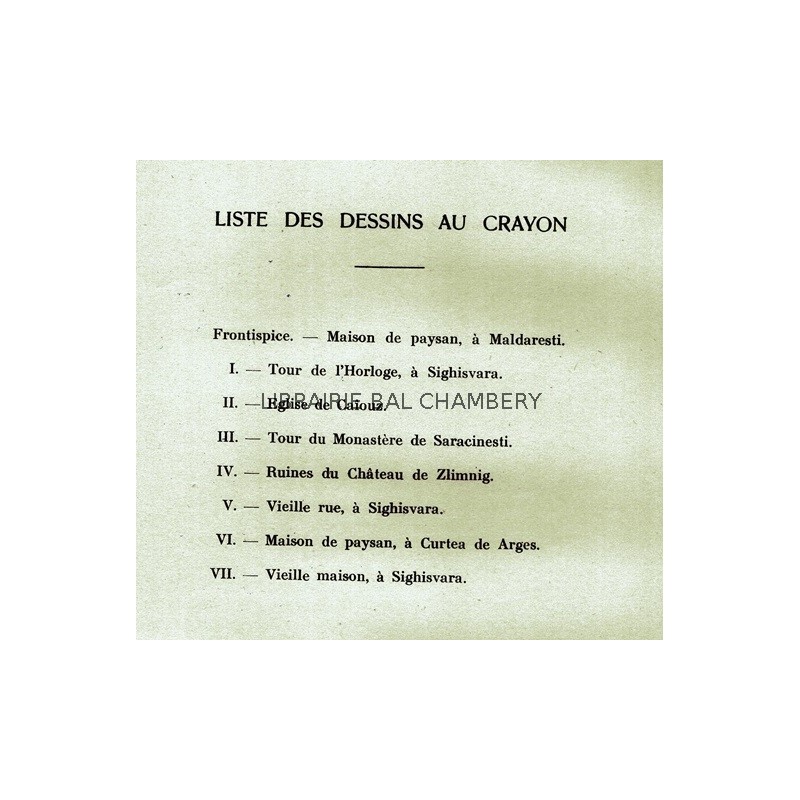 LISTE DES DESSINS AU CRAYON
Frontispice. — Maison de paysan, à Maldaresti.
I. — Tour de l'Horloge, à Sighisvara.
II. — Eglise de Caïouz.
LIBRAIRIE BAL CHAMBERY
III. — Tour du Monastère de Saracinesti.
IV. — Ruines du Château de Zlimnig.
V. — Vieille rue, à Sighisvara.
VI. — Maison de paysan, à Curtea de Arges.
VII. — Vieille maison, à Sighisvara.